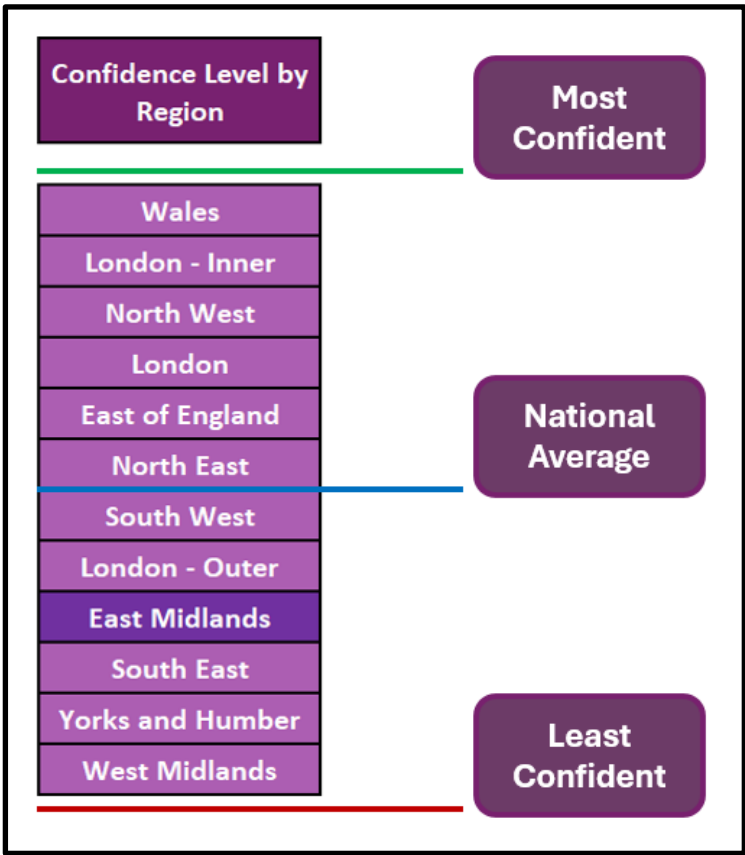 Confidence Level by
Region
Most
Confident
Wales
London - Inner
North West
London
East of England
North East
National
Average
South West
London - Outer
East Midlands
South East
Yorks and Humber
West Midlands
Least
Confident